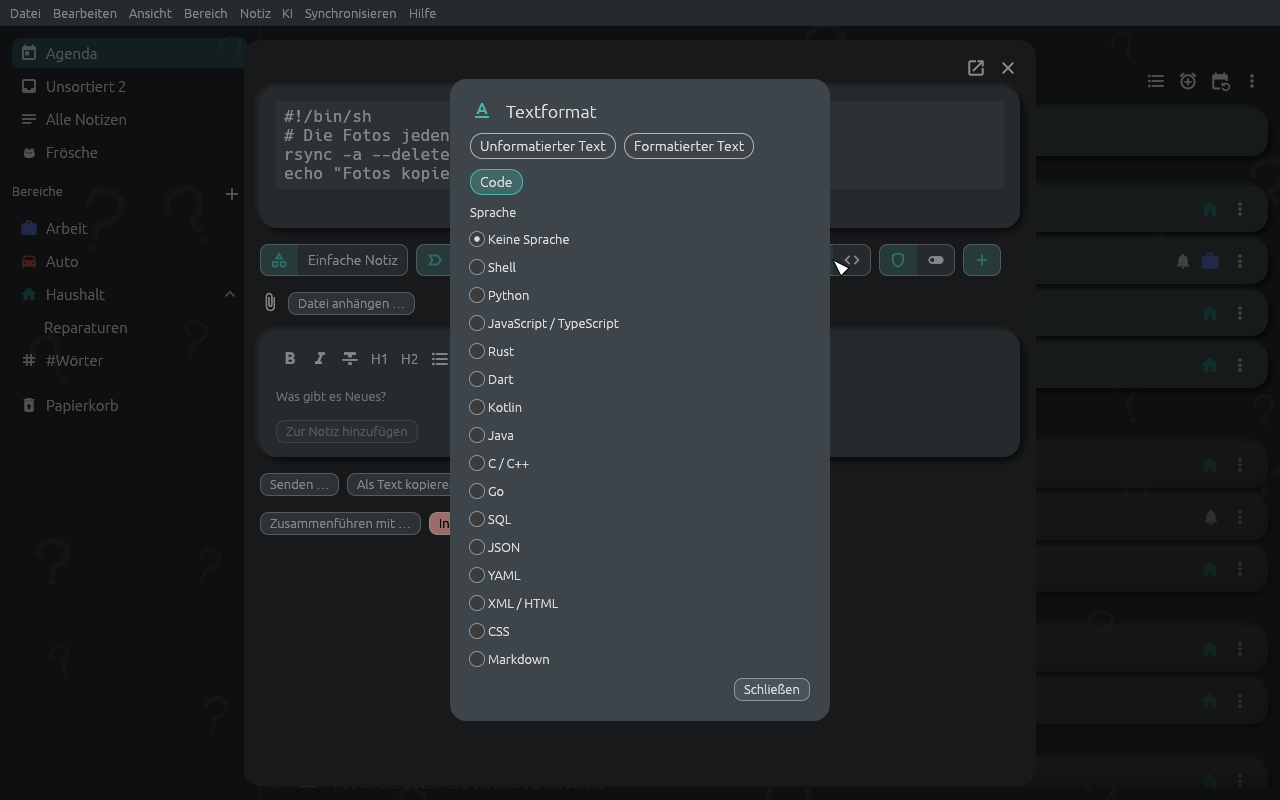 Datei Bearbeiten Ansicht Bereich Notiz KI Synchronisieren Hilfe
Agenda
Unsortiert 2
Alle Notizen
Frösche
Bereiche
Arbeit
Auto
Haushalt
Reparaturen
#Wörter
Papierkorb
#!/bin/sh
# Die Fotos jeden
rsync -a --delete
echo "Fotos kopie
Einfache Notiz
Datei anhängen ...
B I H1 H2
Was gibt es Neues?
Zur Notiz hinzufügen
Senden ... Als Text kopiere
Zusammenführen mit ... In
Textformat
Unformatierter Text Formatierter Text
Code
Sprache
Keine Sprache
Shell
Python
JavaScript / TypeScript
Rust
Dart
Kotlin
Java
C / C++
Go
SQL
JSON
YAML
XML / HTML
CSS
Markdown
Schließen